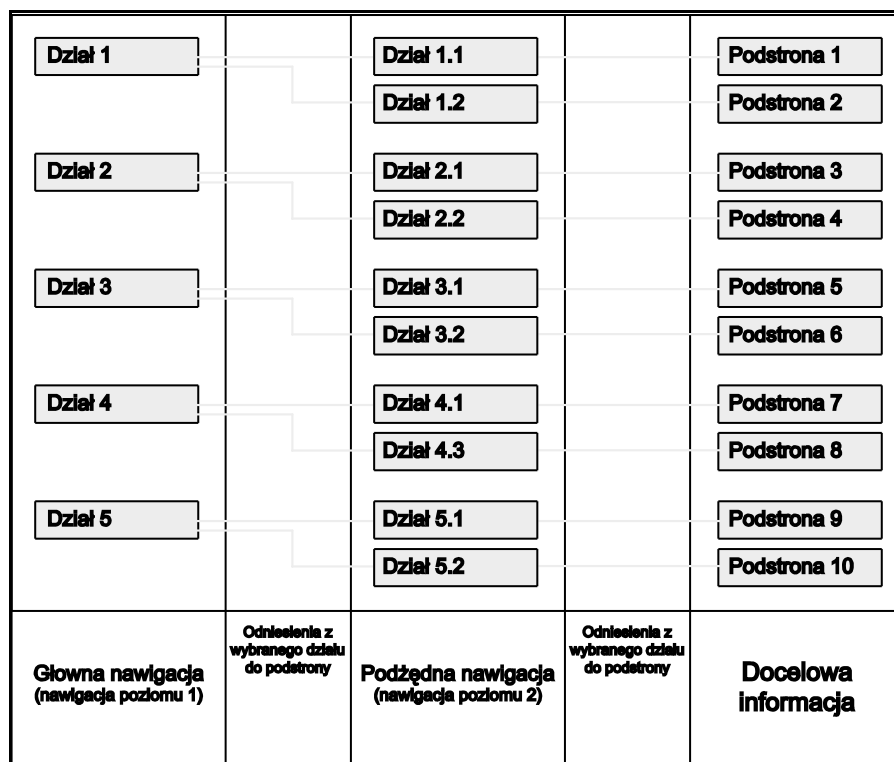 Dział 1
Dział 1.1
Podstrona 1
Dział 1.2
Podstrona 2
Dział 2
Dział 2.1
Podstrona 3
Dział 2.2
Podstrona 4
Dział 3
Dział 3.1
Podstrona 5
Dział 3.2
Podstrona 6
Dział 4
Dział 4.1
Podstrona 7
Dział 4.3
Podstrona 8
Dział 5
Dział 5.1
Podstrona 9
Dział 5.2
Podstrona 10
Głowna nawigacja
(nawigacja poziomu 1)
Odniesienia z
wybranego działu
do podstrony
Podżędna nawigacja
(nawigacja poziomu 2)
Odniesienia z
wybranego działu
do podstrony
Docelowa
informacja